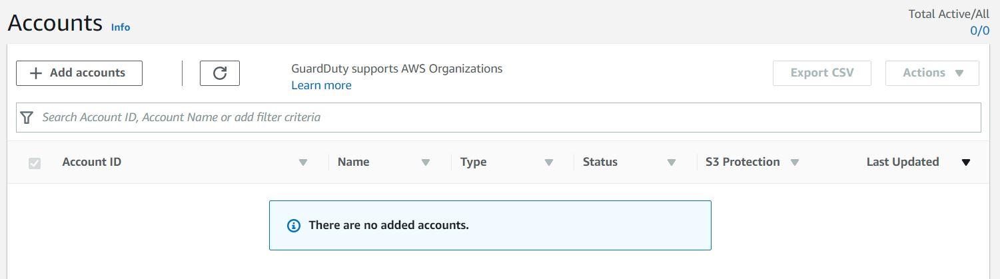 Accounts Info
Total Active/All
0/0
+ Add accounts
GuardDuty supports AWS Organizations
Learn more
Export CSV
Actions
Search Account ID, Account Name or add filter criteria
Account ID Name Type Status S3 Protection Last Updated
There are no added accounts.